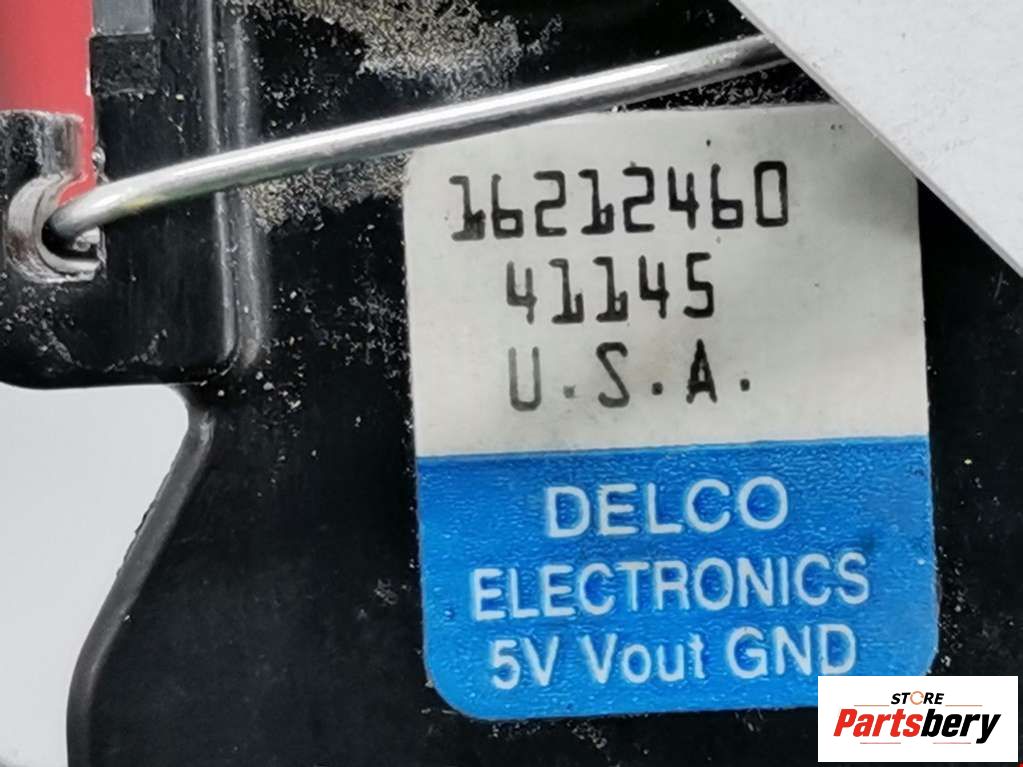 16212460
41145
U.S.A.
DELCO
ELECTRONICS
5V Vout GND
STORE
Partsbery